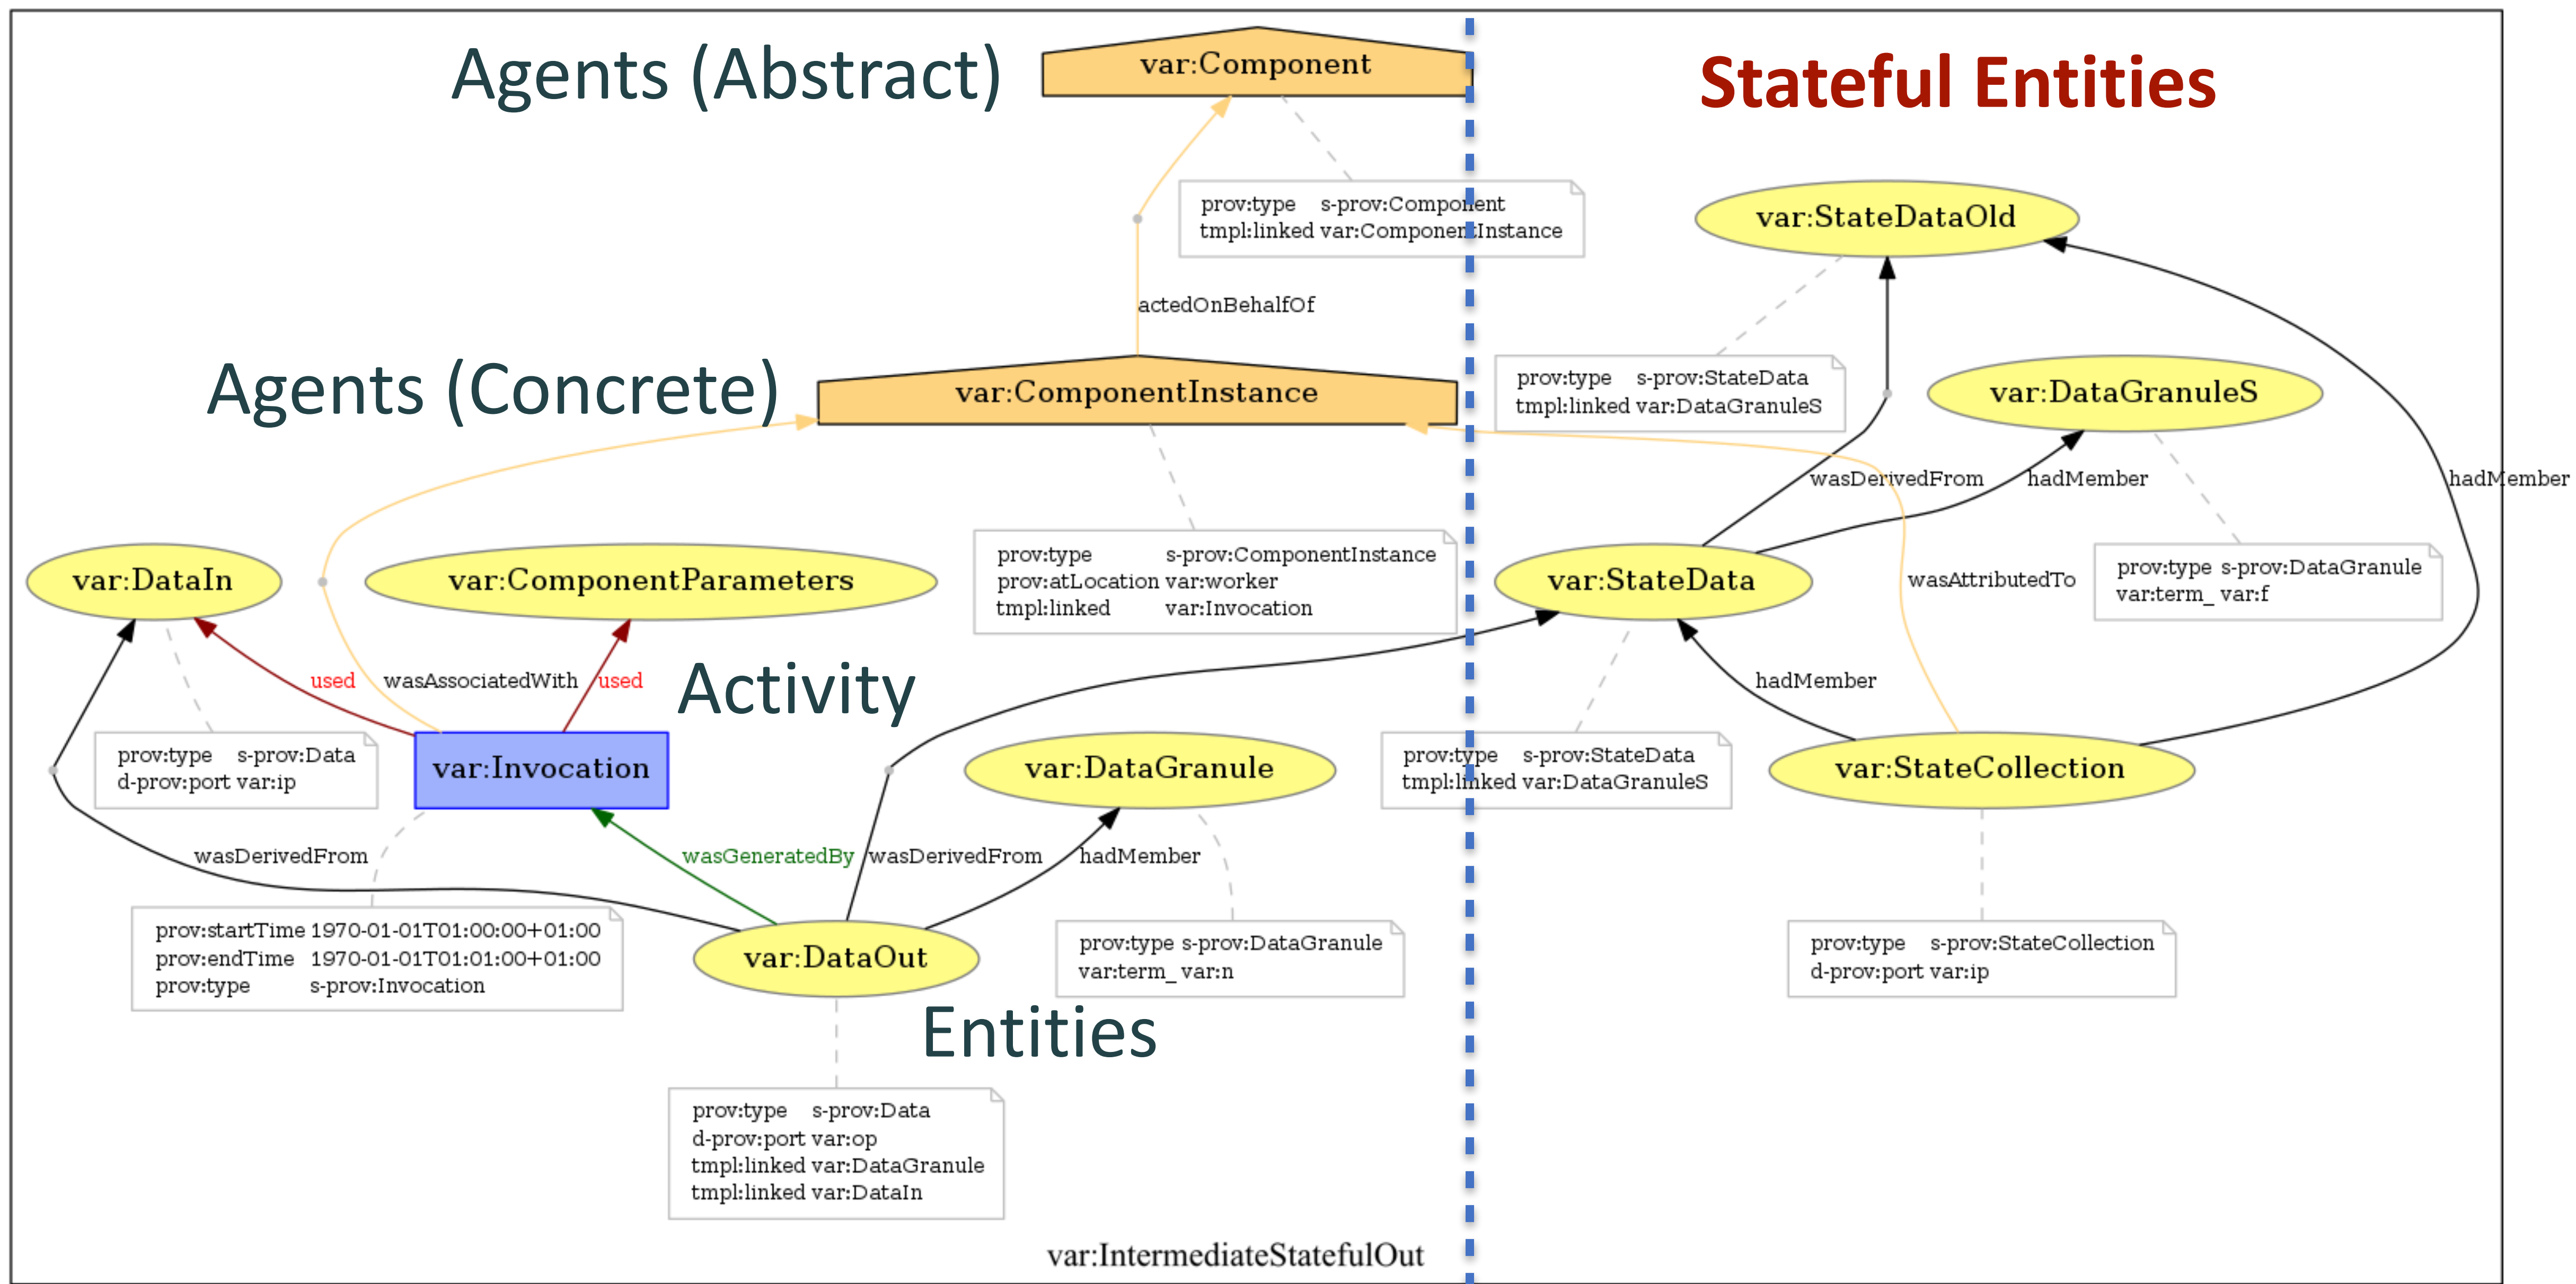 Agents (Abstract)
var:Component
Stateful Entities
prov:type s-prov:Component
tmpl:linked var:ComponentInstance
var:StateDataOld
actedOnBehalfOf
Agents (Concrete)
var:ComponentInstance
prov:type s-prov:StateData
tmpl:linked var:DataGranuleS
var:DataGranuleS
wasDerivedFrom
hadMember
hadMember
var:DataIn
var:ComponentParameters
prov:type s-prov:ComponentInstance
prov:atLocation var:worker
tmpl:linked var:Invocation
var:StateData
wasAttributedTo
prov:type s-prov:DataGranule
var:term_ var:f
used
wasAssociatedWith
used
Activity
hadMember
prov:type s-prov:Data
d-prov:port var:ip
var:Invocation
var:DataGranule
prov:type s-prov:StateData
tmpl:linked var:DataGranuleS
var:StateCollection
wasDerivedFrom
wasGeneratedBy
wasDerivedFrom
hadMember
prov:startTime 1970-01-01T01:00:00+01:00
prov:endTime 1970-01-01T01:01:00+01:00
prov:type s-prov:Invocation
var:DataOut
prov:type s-prov:DataGranule
var:term_ var:n
prov:type s-prov:StateCollection
d-prov:port var:ip
Entities
prov:type s-prov:Data
d-prov:port var:op
tmpl:linked var:DataGranule
tmpl:linked var:DataIn
var:IntermediateStatefulOut